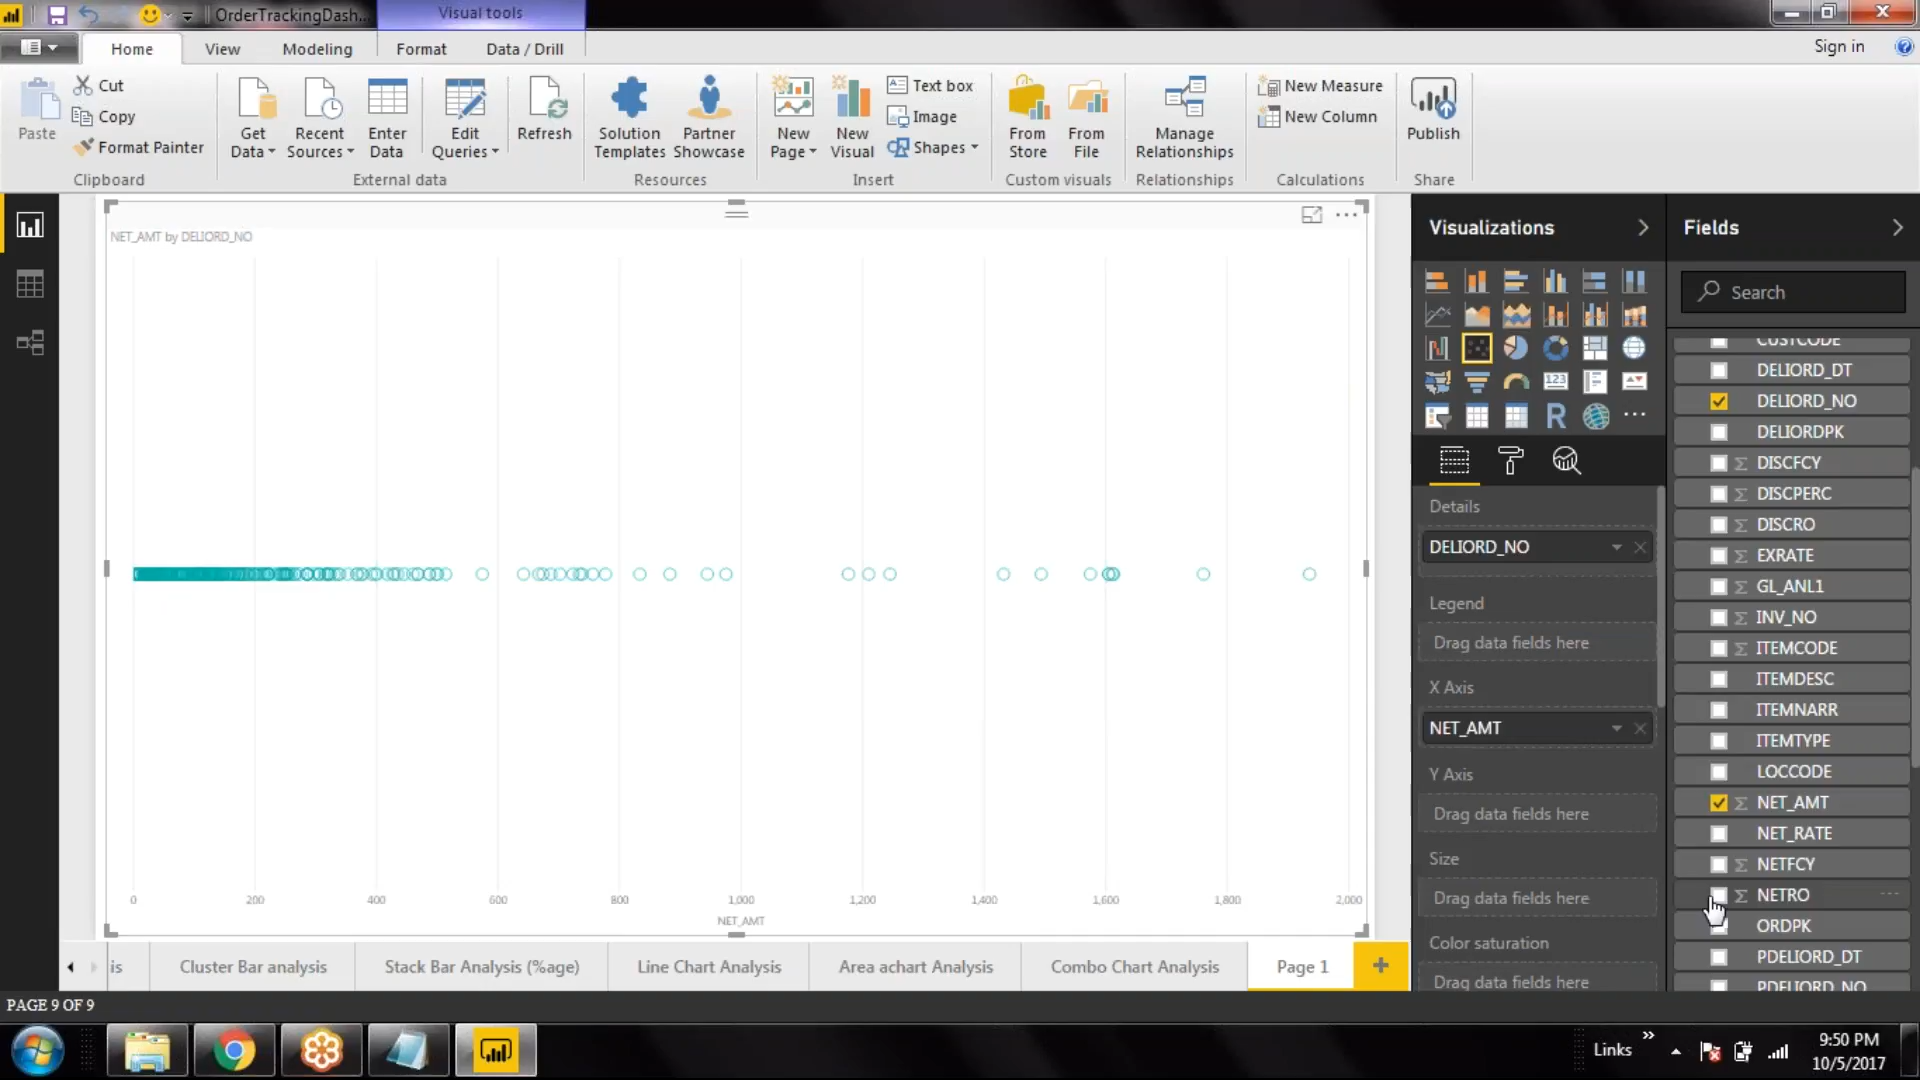 OrderTrackingDash...
Visual tools
Home
View
Modeling
Format
Data / Drill
Sign in
Paste
Cut
Copy
Format Painter
Clipboard
Get
Data
Recent
Sources
Enter
Data
Edit
Queries
Refresh
External data
Solution
Templates
Partner
Showcase
Resources
New
Page
New
Visual
Text box
Image
Shapes
Insert
From
Store
From
File
Custom visuals
Manage
Relationships
Relationships
New Measure
New Column
Calculations
Publish
Share
NET_AMT by DELIORD_NO
0
200
400
600
800
1,000
1,200
1,400
1,600
1,800
2,000
NET_AMT
Visualizations
123
R
Details
DELIORD_NO
Legend
Drag data fields here
X Axis
NET_AMT
Y Axis
Drag data fields here
Size
Drag data fields here
Color saturation
Drag data fields here
Fields
Search
CUSTCODE
DELIORD_DT
DELIORD_NO
DELIORDPK
Σ DISCFCY
Σ DISCPERC
Σ DISCRO
Σ EXRATE
Σ GL_ANL1
Σ INV_NO
Σ ITEMCODE
ITEMDESC
ITEMNARR
ITEMTYPE
LOCCODE
Σ NET_AMT
NET_RATE
Σ NETFCY
Σ NETRO
ORDPK
PDELIORD_DT
PDELIORD_NO
is
Cluster Bar analysis
Stack Bar Analysis (%age)
Line Chart Analysis
Area achart Analysis
Combo Chart Analysis
Page 1
PAGE 9 OF 9
Links
9:50 PM
10/5/2017